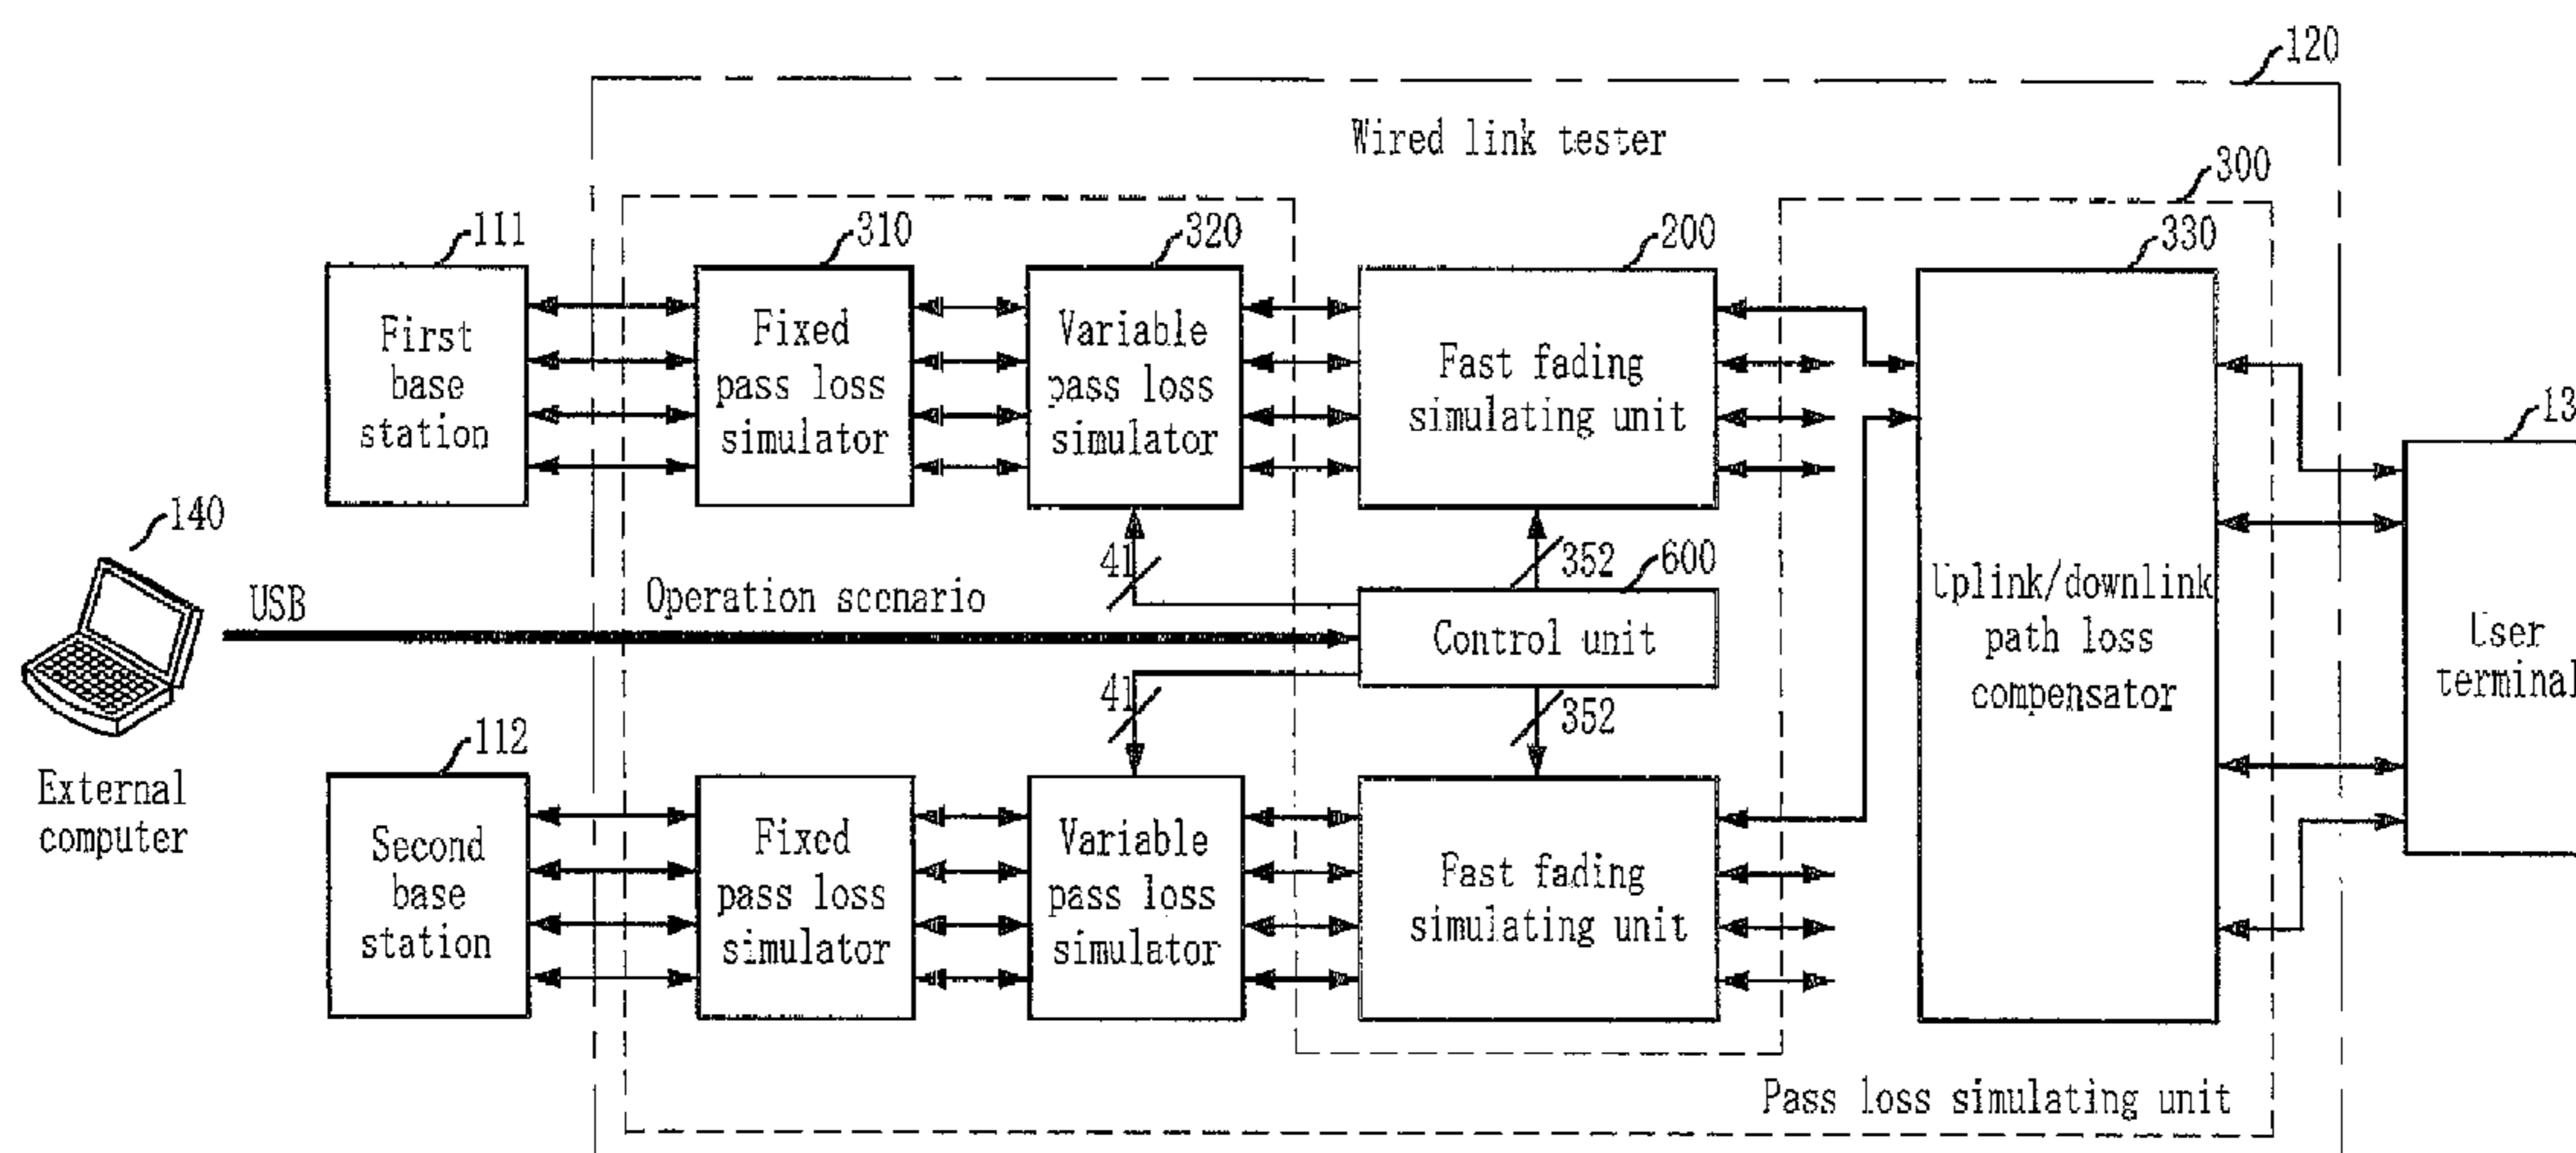 120
Wired link tester
300
111
310
320
200
330
First
base
station
Fixed
pass loss
simulator
Variable
pass loss
simulator
Fast fading
simulating unit
13
140
USB
Operation scenario
41
352
600
Control unit
Uplink/downlink
path loss
compensator
User
terminal
41
352
External
computer
112
Second
base
station
Fixed
pass loss
simulator
Variable
pass loss
simulator
Fast fading
simulating unit
Pass loss simulating unit